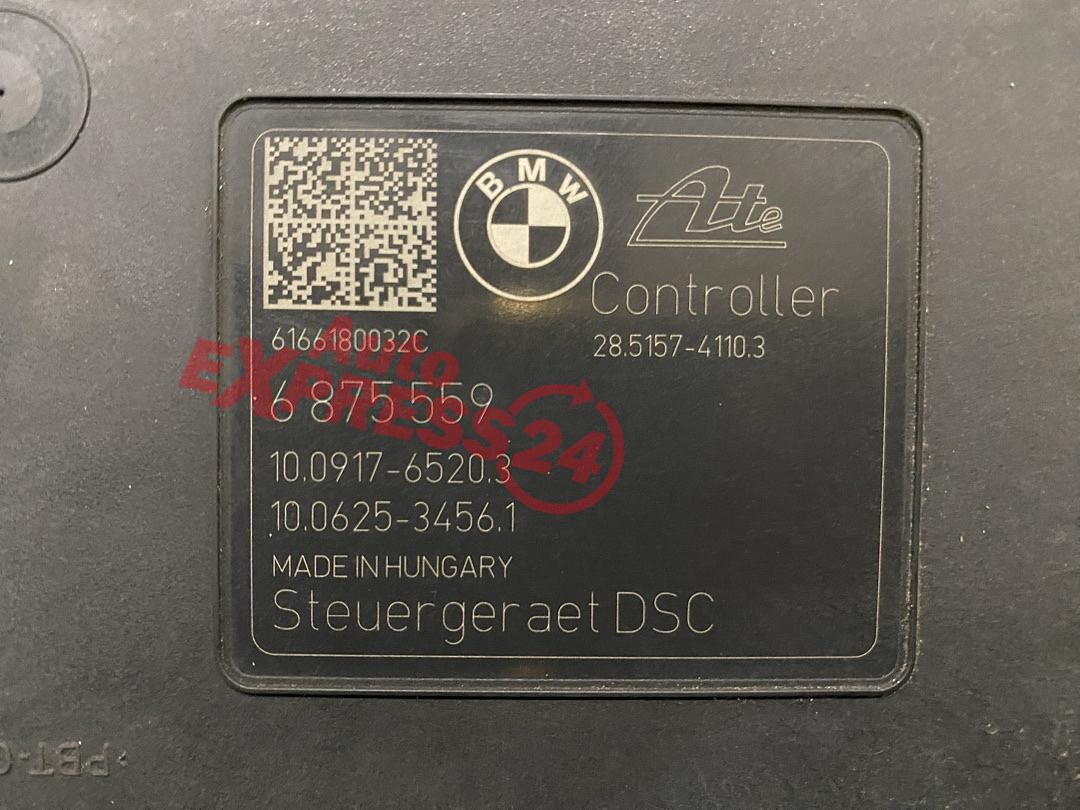 BMW
Ate
Controller
6166180032C
28.5157-4110.3
6 875 559
10.0917-6520.3
10.0625-3456.1
MADE IN HUNGARY
Steuergeraet DSC
Auto
EXPRESS24